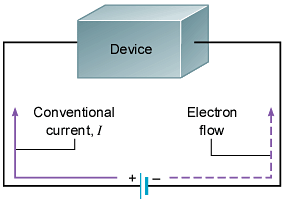 Device
Conventional
current, I
Electron
flow
+ –